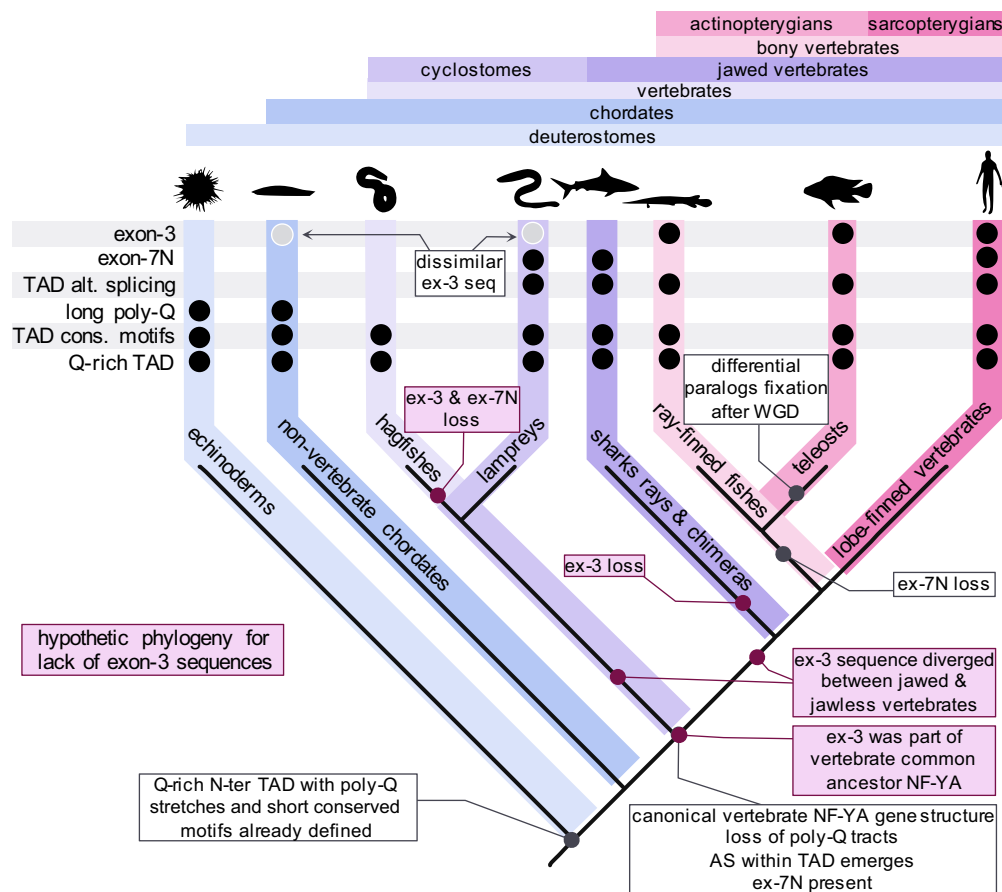 actinopterygians
sarcopterygians
bony vertebrates
cyclostomes
jawed vertebrates
vertebrates
chordates
deuterostomes
exon-3
exon-7N
TAD alt. splicing
long poly-Q
TAD cons. motifs
Q-rich TAD
dissimilar
ex-3 seq
differential
paralogs fixation
after WGD
ex-3 & ex-7N
loss
echinoderms
non-vertebrate chordates
hagfishes
lampreys
sharks rays & chimeras
ray-finned fishes
teleosts
lobe-finned vertebrates
ex-3 loss
ex-7N loss
hypothetic phylogeny for
lack of exon-3 sequences
ex-3 sequence diverged
between jawed &
jawless vertebrates
ex-3 was part of
vertebrate common
ancestor NF-YA
Q-rich N-ter TAD with poly-Q
stretches and short conserved
motifs already defined
canonical vertebrate NF-YA gene structure
loss of poly-Q tracts
AS within TAD emerges
ex-7N present